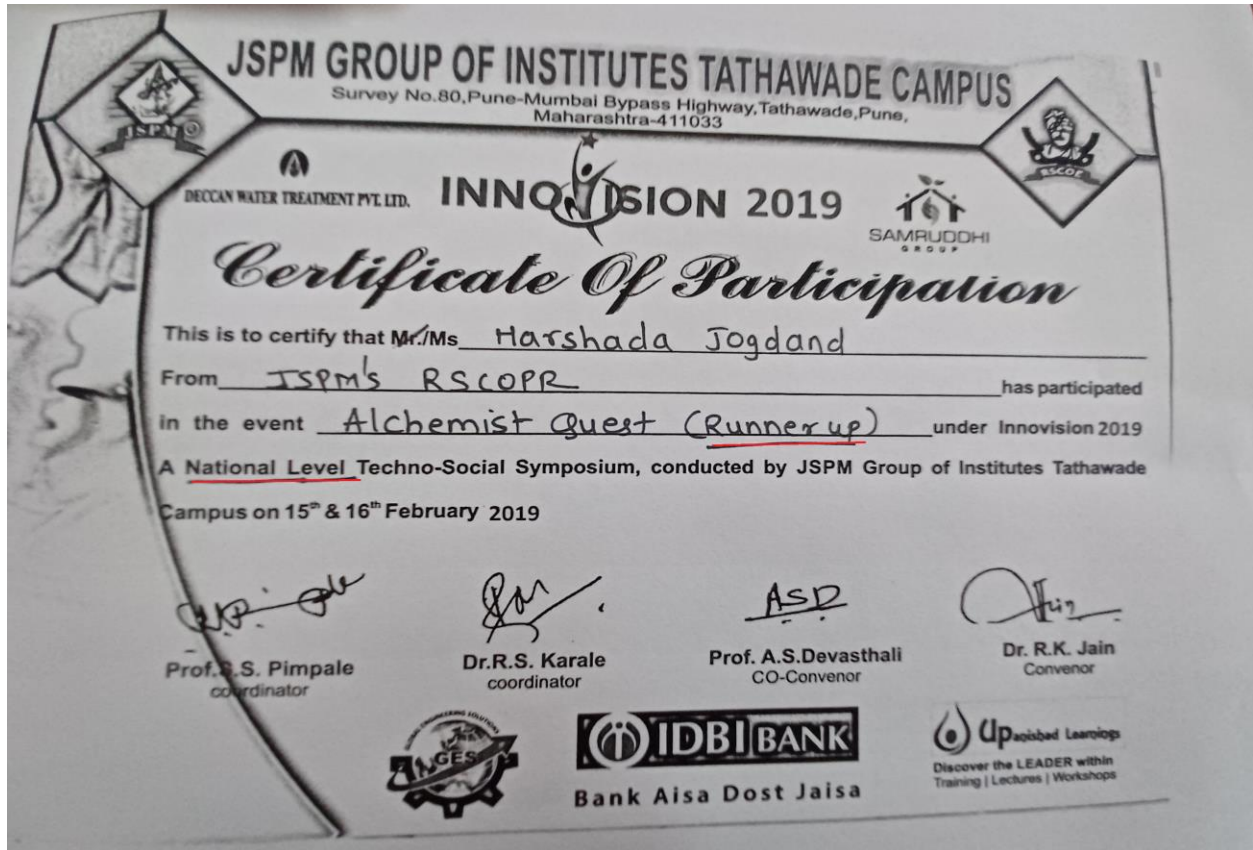 JSPM GROUP OF INSTITUTES TATHAWADE CAMPUS
Survey No.80,Pune-Mumbai Bypass Highway,Tathawade,Pune,
Maharashtra-411033
JSPM
RSCOE
DECCAN WATER TREATMENT PVT. LTD.
INNOVISION 2019
SAMRUDDHI
GROUP
Certificate Of Participation
This is to certify that Mr./Ms Harshada Jogdand
From JSPM's RSCOPR has participated
in the event Alchemist Quest (Runner up) under Innovision 2019
A National Level Techno-Social Symposium, conducted by JSPM Group of Institutes Tathawade
Campus on 15th & 16th February 2019
ASD
Prof.S.S. Pimpale
coordinator
Dr.R.S. Karale
coordinator
Prof. A.S.Devasthali
CO-Convenor
Dr. R.K. Jain
Convenor
GES
IDBI BANK
Bank Aisa Dost Jaisa
Upanishad Learnings
Discover the LEADER within
Training | Lectures | Workshops